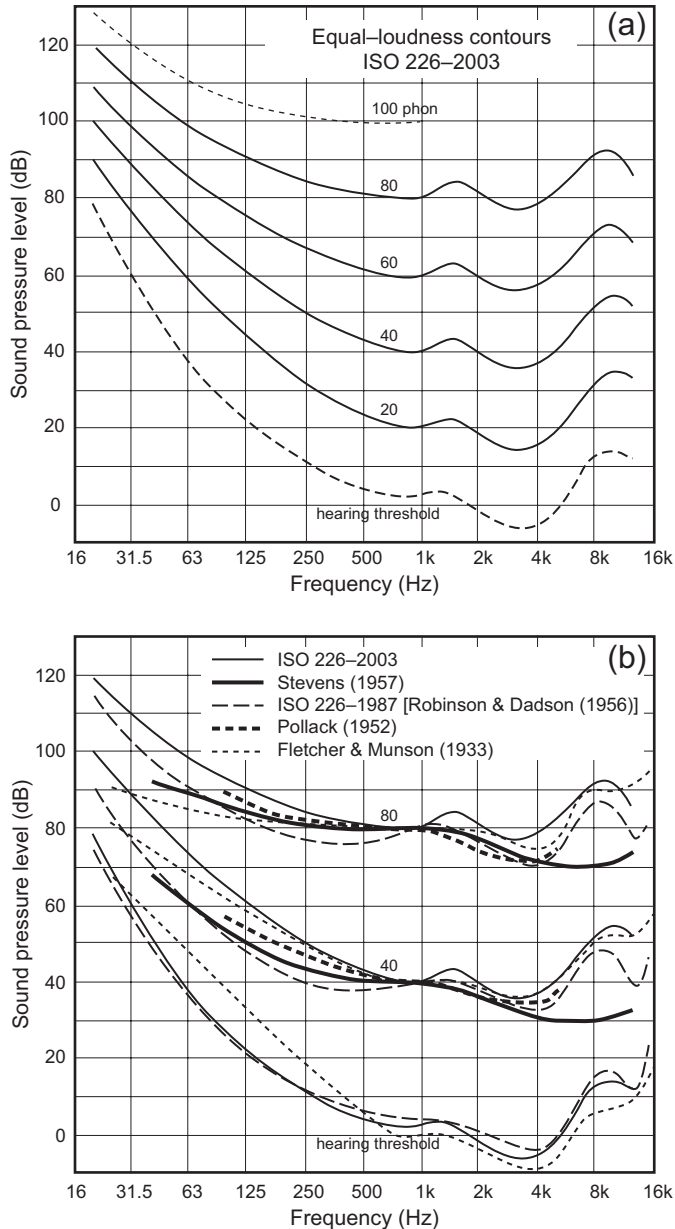 120
100
80
60
40
20
0
Sound pressure level (dB)
Equal–loudness contours
ISO 226–2003
(a)
100 phon
80
60
40
20
hearing threshold
16 31.5 63 125 250 500 1k 2k 4k 8k 16k
Frequency (Hz)
120
100
80
60
40
20
0
Sound pressure level (dB)
(b)
ISO 226–2003
Stevens (1957)
ISO 226–1987 [Robinson & Dadson (1956)]
Pollack (1952)
Fletcher & Munson (1933)
80
40
hearing threshold
16 31.5 63 125 250 500 1k 2k 4k 8k 16k
Frequency (Hz)